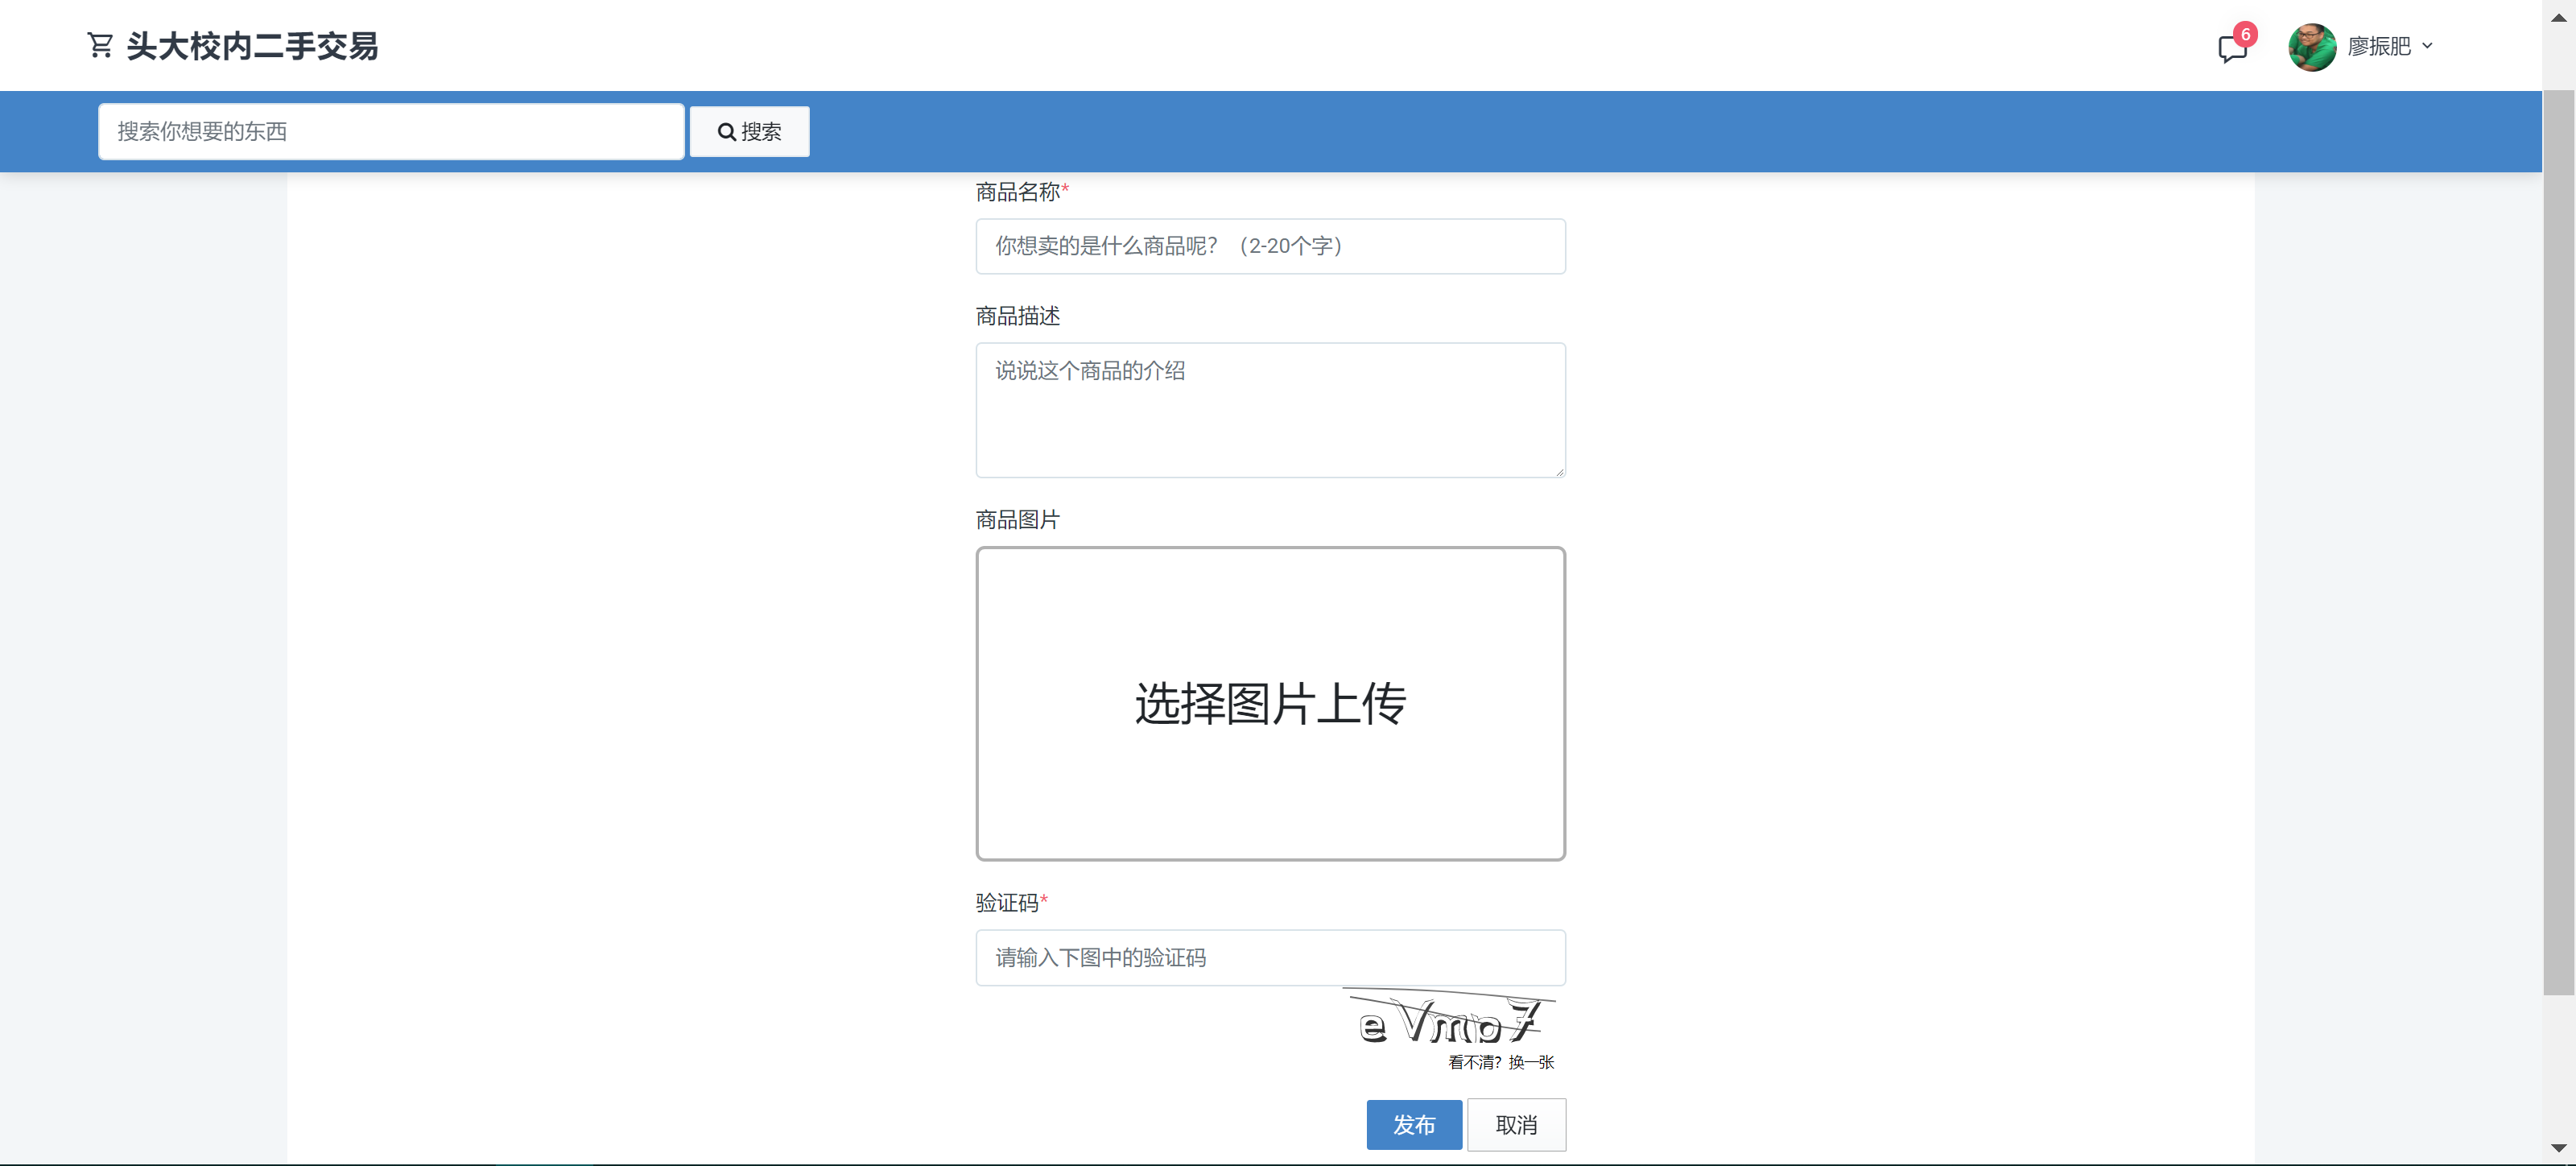 头大校内二手交易
6
廖振肥
搜索你想要的东西
搜索
商品名称*
你想卖的是什么商品呢？（2-20个字）
商品描述
说说这个商品的介绍
商品图片
选择图片上传
验证码*
请输入下图中的验证码
eVmp7
看不清？换一张
发布
取消